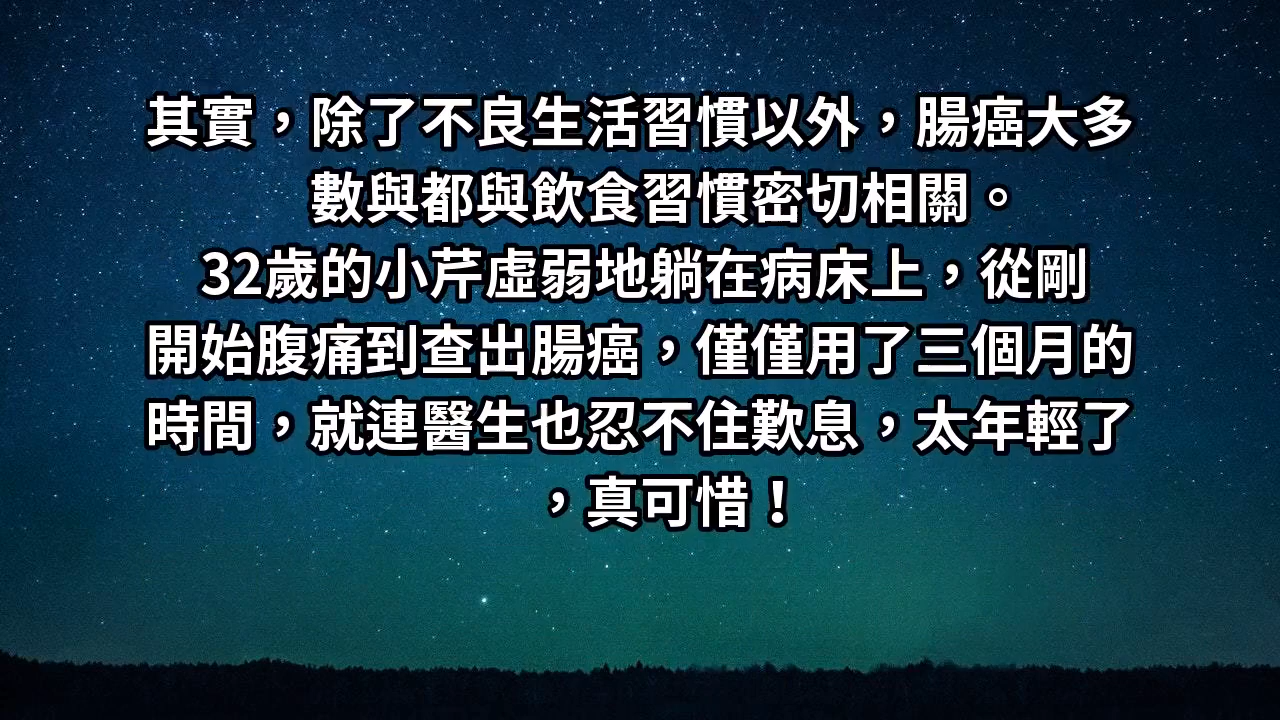 其實，除了不良生活習慣以外，腸癌大多
數與都與飲食習慣密切相關。
32歲的小芹虛弱地躺在病床上，從剛
開始腹痛到查出腸癌，僅僅用了三個月的
時間，就連醫生也忍不住歎息，太年輕了
，真可惜！